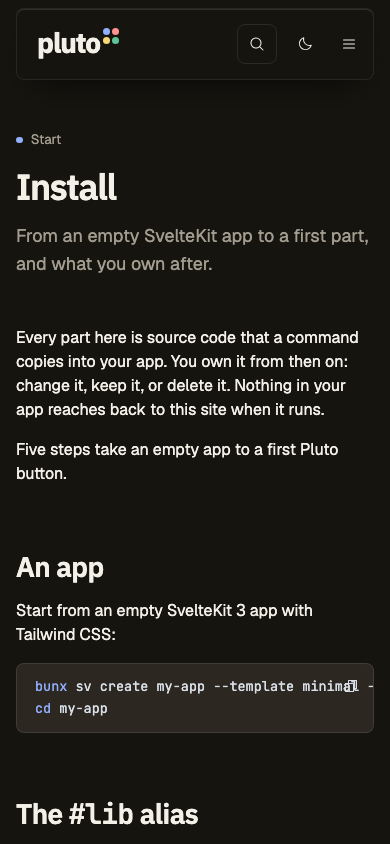 pluto
Start
Install
From an empty SvelteKit app to a first part,
and what you own after.
Every part here is source code that a command
copies into your app. You own it from then on:
change it, keep it, or delete it. Nothing in your
app reaches back to this site when it runs.
Five steps take an empty app to a first Pluto
button.
An app
Start from an empty SvelteKit 3 app with
Tailwind CSS:
bunx sv create my-app --template minimal -
cd my-app
The #lib alias